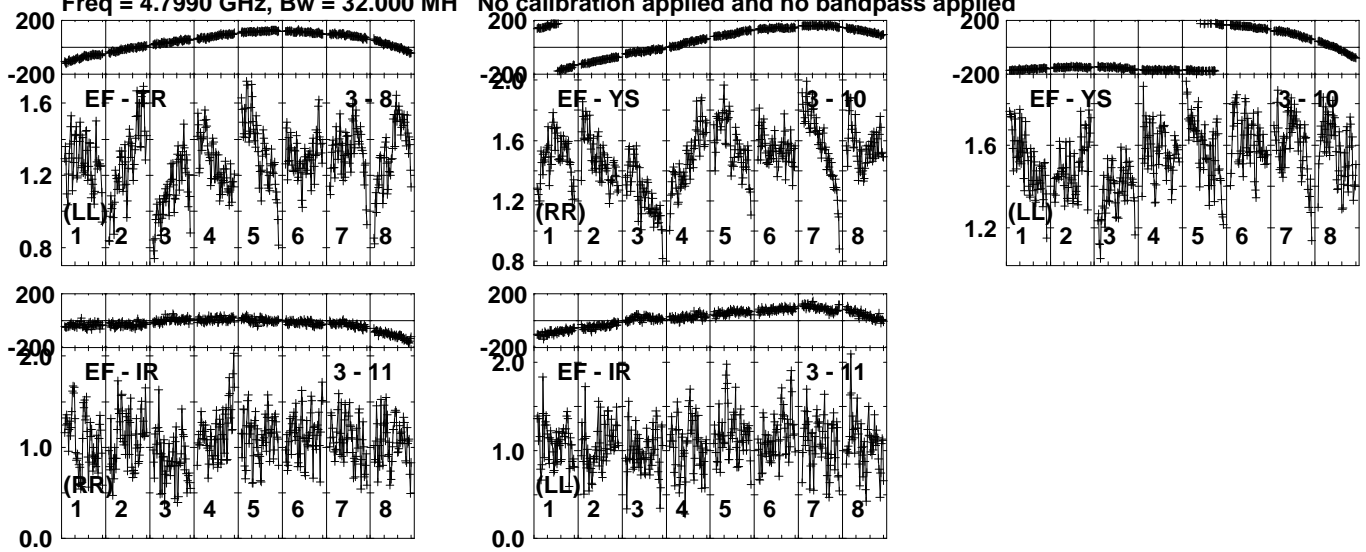 Freq = 4.7990 GHz, Bw = 32.000 MH No calibration applied and no bandpass applied
200
-200
1.6
1.2
0.8
EF - TR 3 - 8
(LL)
1 2 3 4 5 6 7 8
200
-200
2.0
1.6
1.2
0.8
EF - YS 3 - 10
(RR)
1 2 3 4 5 6 7 8
200
-200
1.6
1.2
EF - YS 3 - 10
(LL)
1 2 3 4 5 6 7 8
200
-200
2.0
1.0
0.0
EF - IR 3 - 11
(RR)
1 2 3 4 5 6 7 8
200
-200
2.0
1.0
0.0
EF - IR 3 - 11
(LL)
1 2 3 4 5 6 7 8